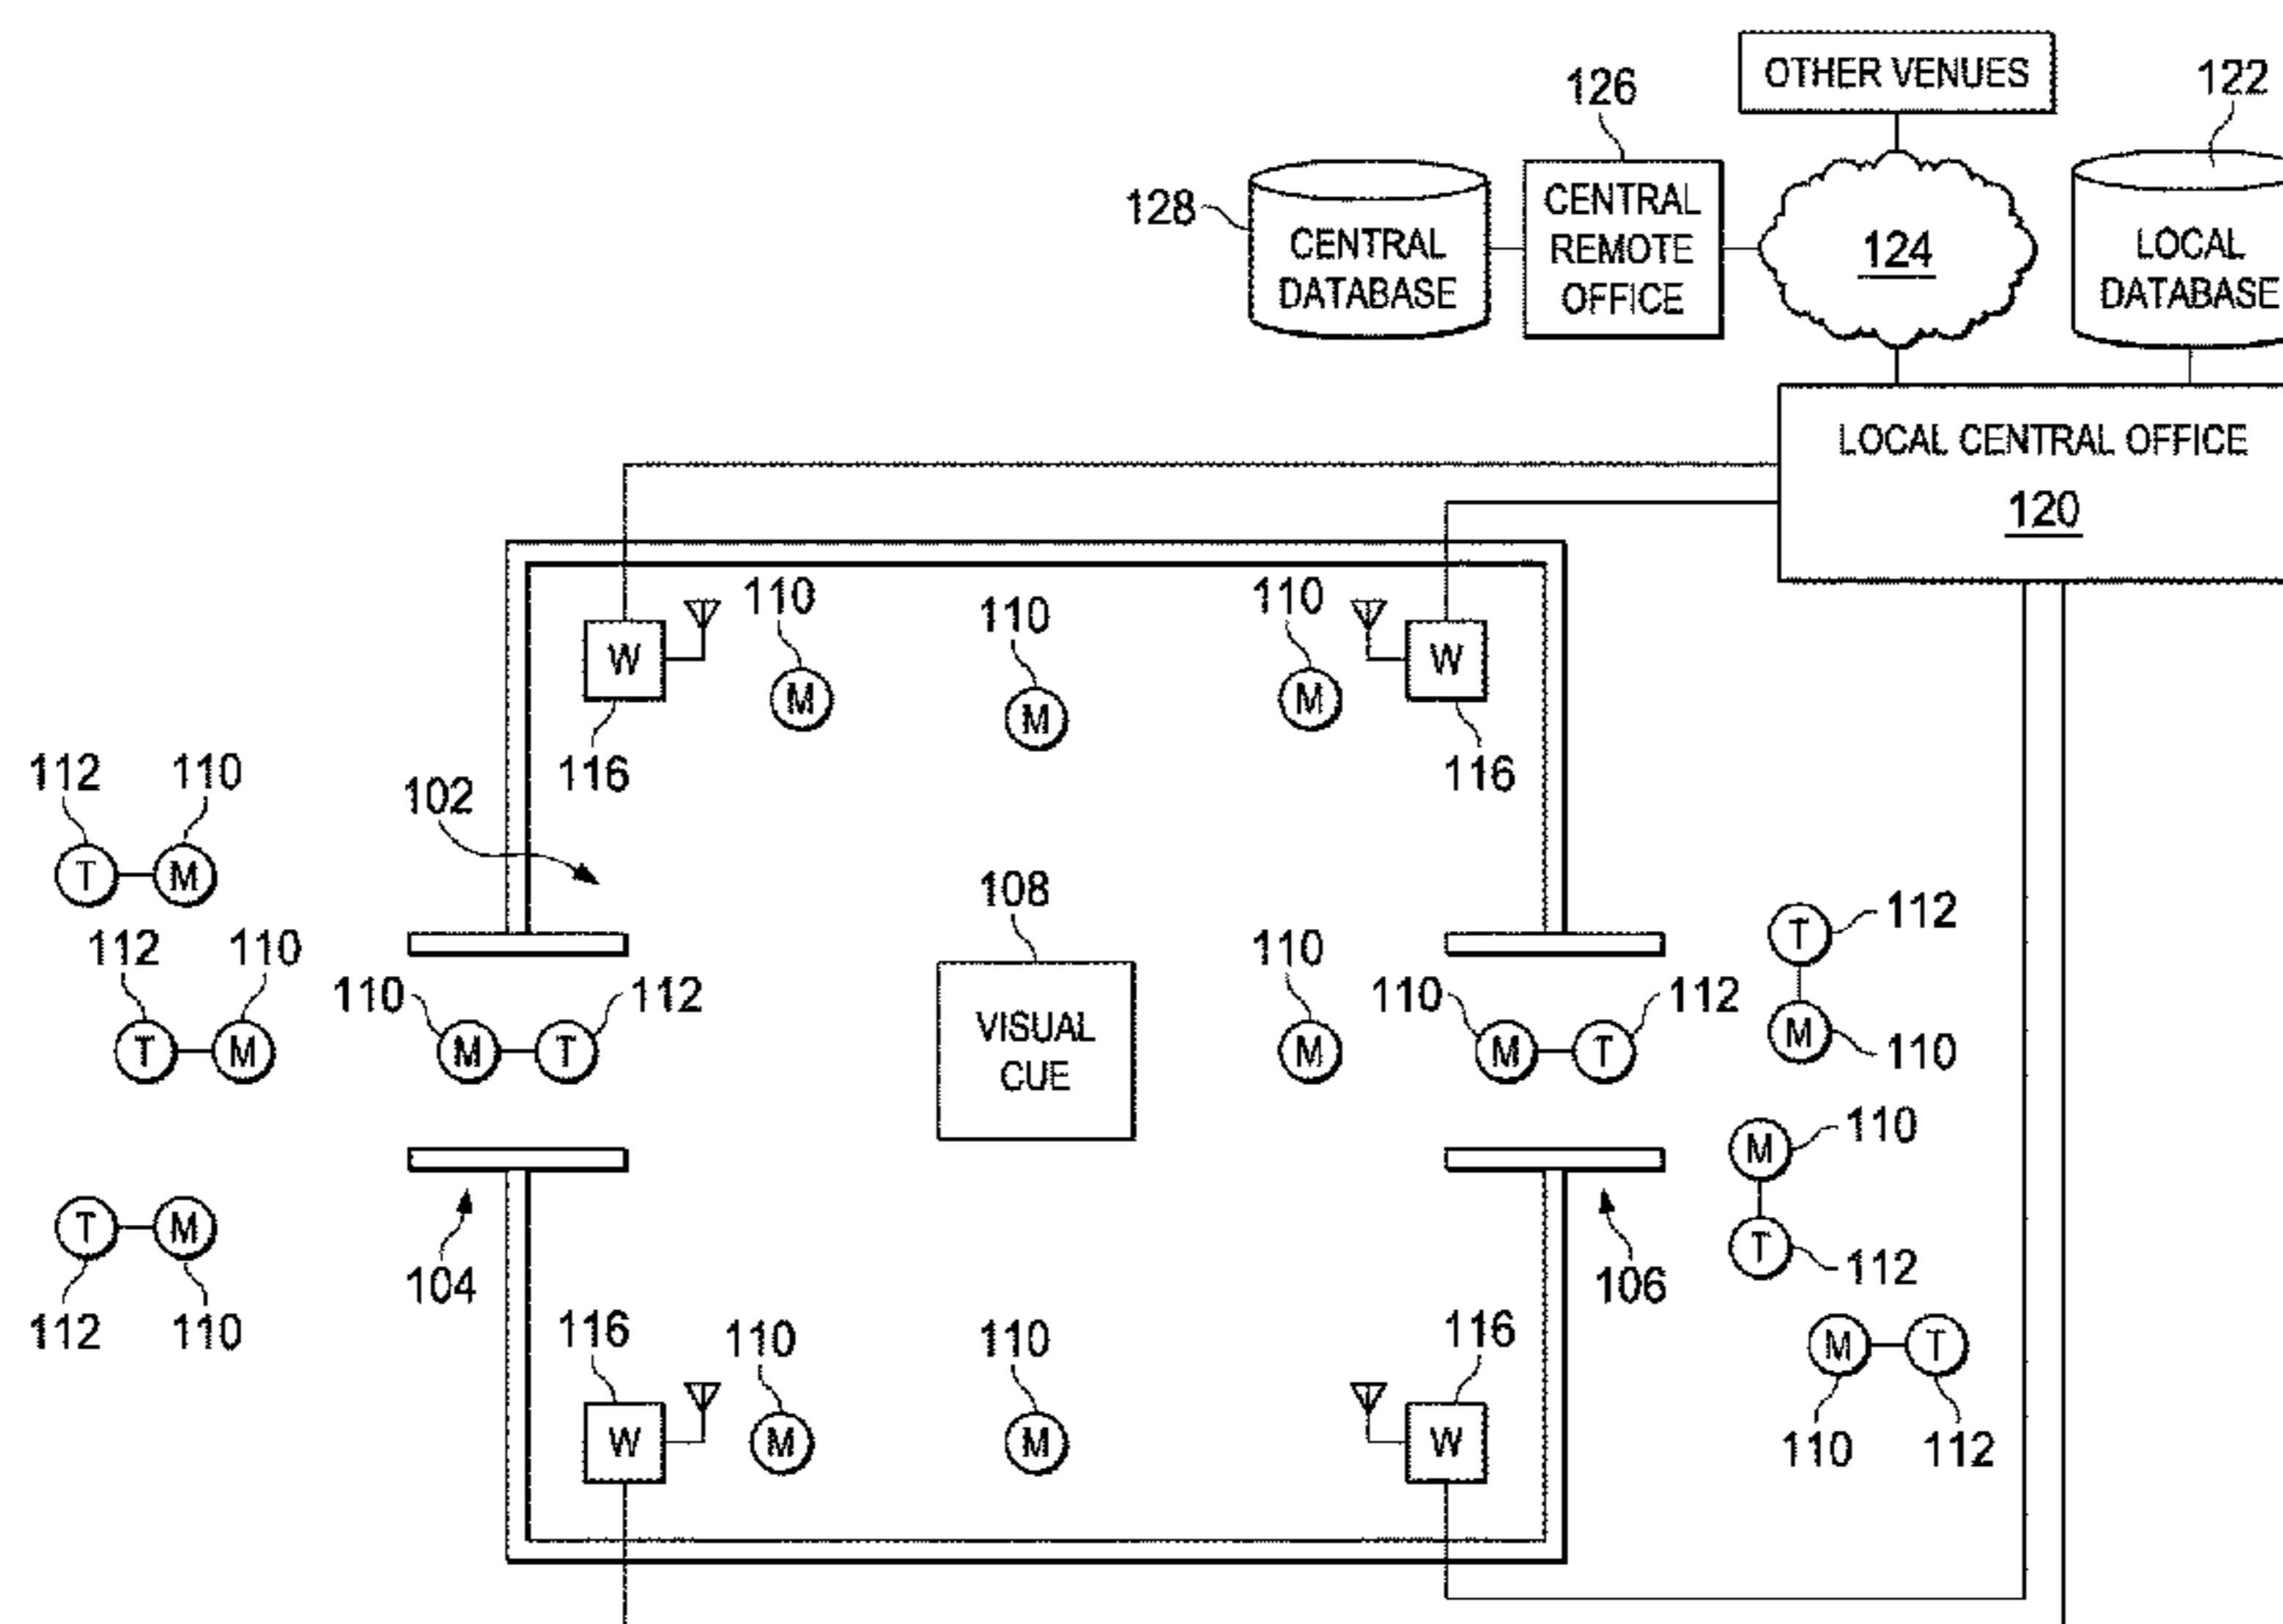 OTHER VENUES
122
126
CENTRAL
REMOTE
OFFICE
128
CENTRAL
DATABASE
124
LOCAL
DATABASE
LOCAL CENTRAL OFFICE
120
110
110
110
W
W
M
M
M
116
116
112
110
102
T
M
108
112
110
112
110
T
110
112
VISUAL
CUE
110
110
112
T
M
M
T
M
M
T
M
110
M
110
T
M
T
112
104
106
112
110
116
110
110
116
M
T
W
M
M
W
110
112